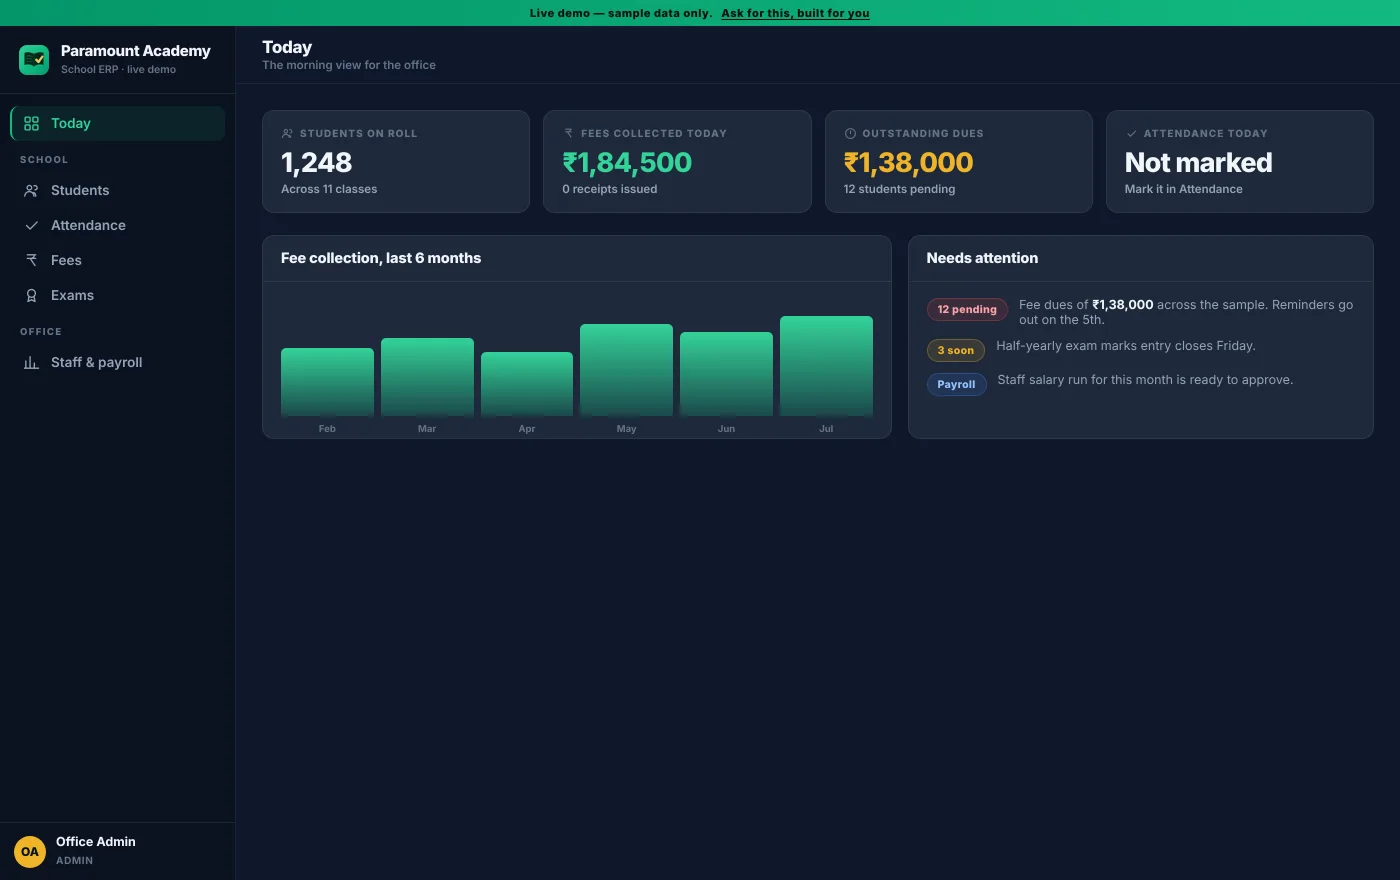 Live demo — sample data only. Ask for this, built for you
Paramount Academy
School ERP · live demo
Today
SCHOOL
Students
Attendance
Fees
Exams
OFFICE
Staff & payroll
Office Admin
OA
ADMIN
Today
The morning view for the office
STUDENTS ON ROLL
1,248
Across 11 classes
₹ FEES COLLECTED TODAY
₹1,84,500
0 receipts issued
OUTSTANDING DUES
₹1,38,000
12 students pending
ATTENDANCE TODAY
Not marked
Mark it in Attendance
Fee collection, last 6 months
Feb Mar Apr May Jun Jul
Needs attention
12 pending
Fee dues of ₹1,38,000 across the sample. Reminders go
out on the 5th.
3 soon
Half-yearly exam marks entry closes Friday.
Payroll
Staff salary run for this month is ready to approve.